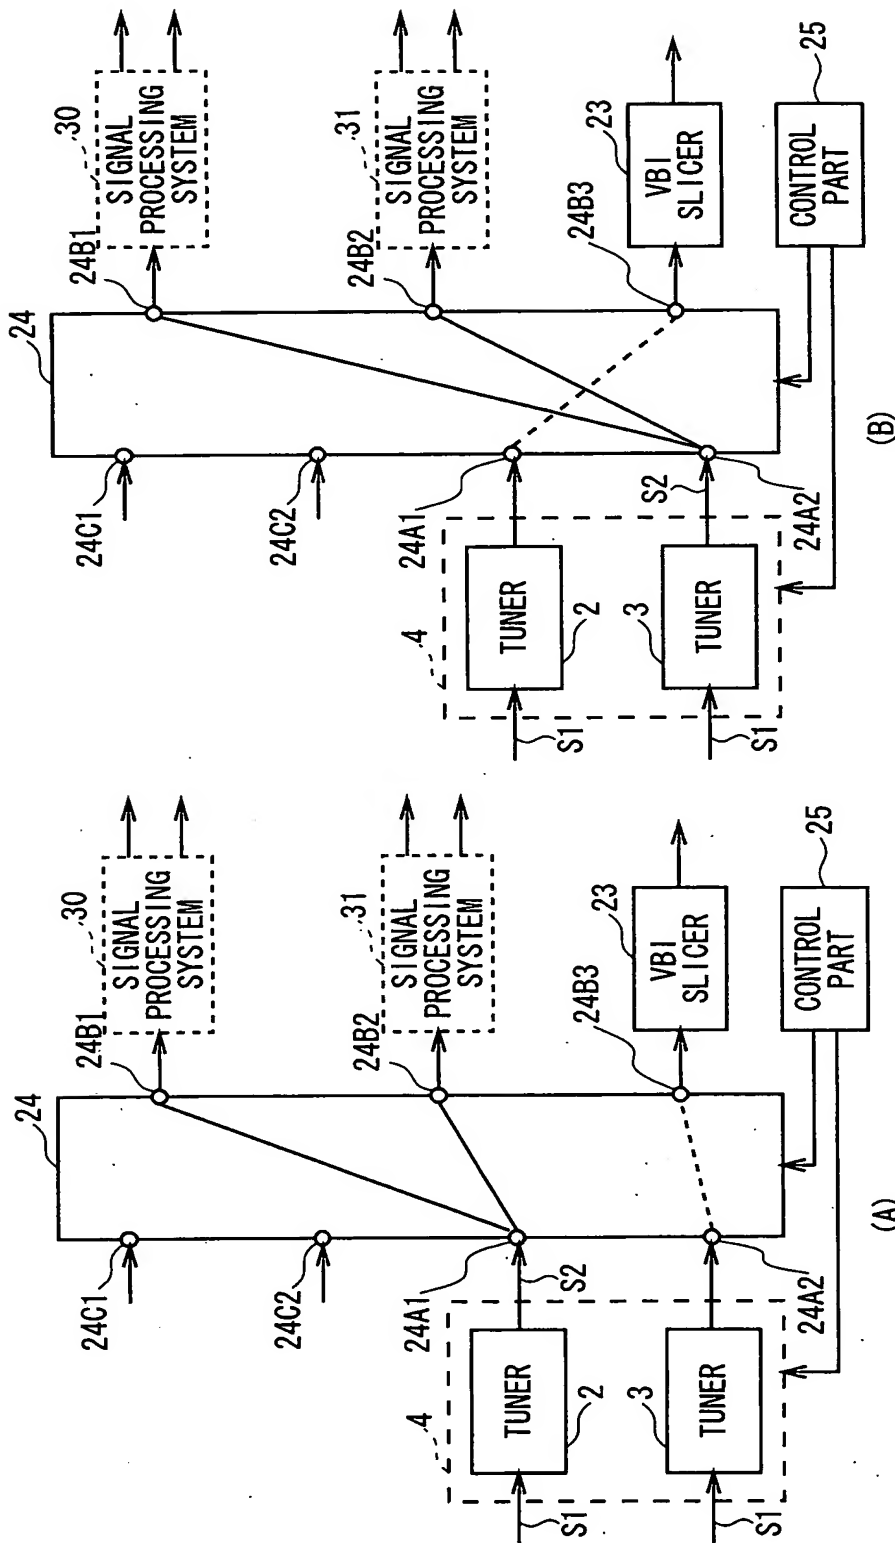 24
24C1
24C2
24A1
24A2
24B1
24B2
24B3
30
SIGNAL
PROCESSING
SYSTEM
31
SIGNAL
PROCESSING
SYSTEM
23
VBI
SLICER
25
CONTROL
PART
4
TUNER
2
TUNER
3
S1
S1
S2
(A)
24
24C1
24C2
24A1
24A2
24B1
24B2
24B3
30
SIGNAL
PROCESSING
SYSTEM
31
SIGNAL
PROCESSING
SYSTEM
23
VBI
SLICER
25
CONTROL
PART
4
TUNER
2
TUNER
3
S1
S1
S2
(B)